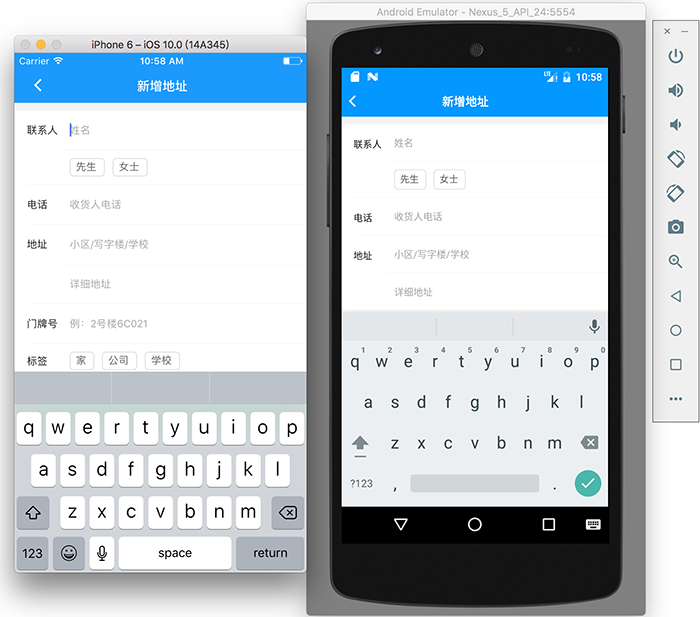 Android Emulator - Nexus_5_API_24:5554
iPhone 6 – iOS 10.0 (14A345)
Carrier
10:58 AM
新增地址
联系人
姓名
先生
女士
电话
收货人电话
地址
小区/写字楼/学校
详细地址
门牌号
例：2号楼6C021
标签
家
公司
学校
q w e r t y u i o p
a s d f g h j k l
z x c v b n m
123
space
return
LTE
10:58
新增地址
联系人
姓名
先生
女士
电话
收货人电话
地址
小区/写字楼/学校
详细地址
1 2 3 4 5 6 7 8 9 0
q w e r t y u i o p
a s d f g h j k l
z x c v b n m
?123 , .